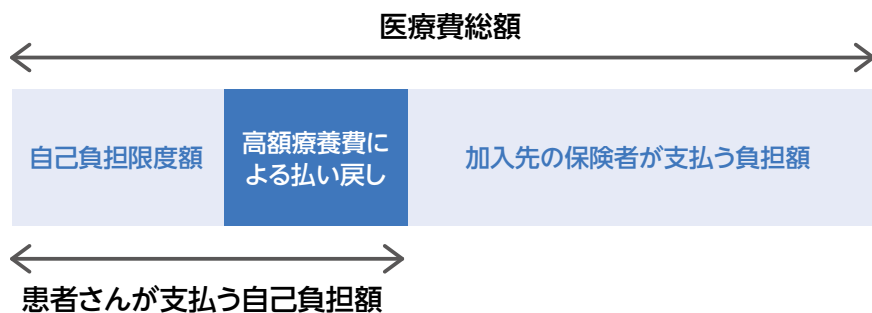 医療費総額
自己負担限度額
高額療養費に
よる払い戻し
加入先の保険者が支払う負担額
患者さんが支払う自己負担額